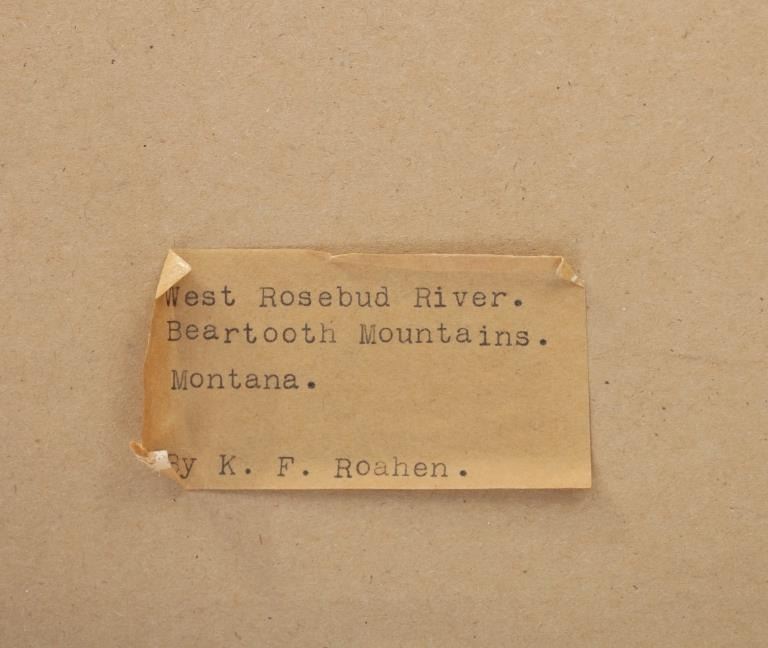 West Rosebud River.
Beartooth Mountains.
Montana.
By K. F. Roahen.